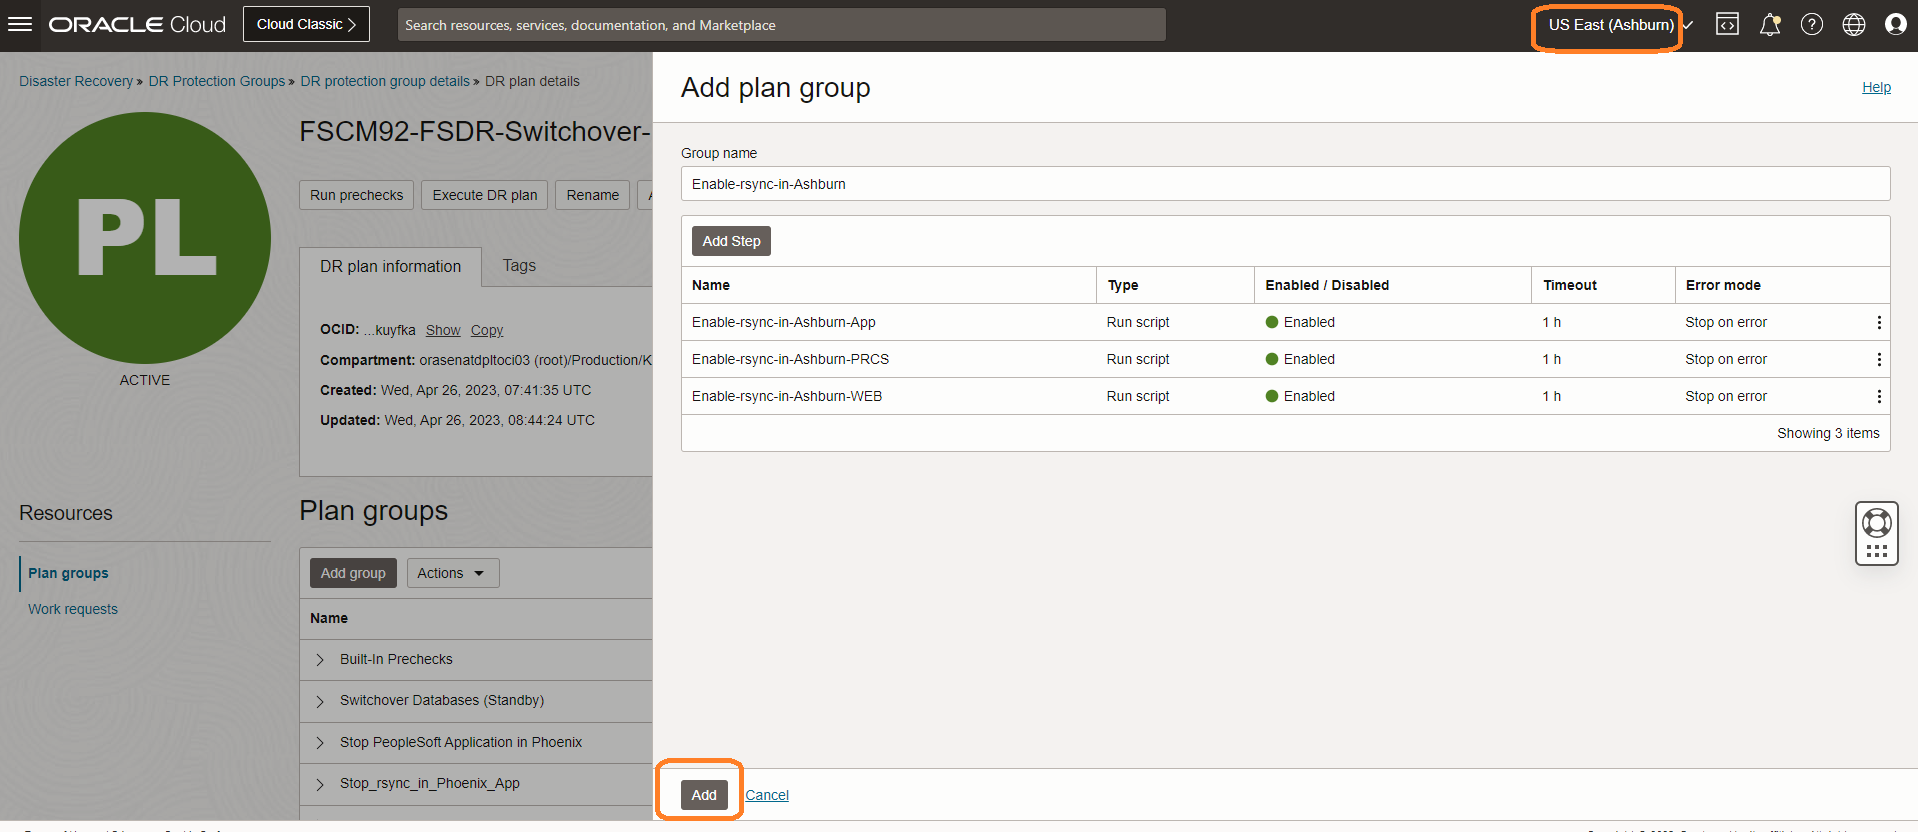 ORACLE Cloud
Cloud Classic
Search resources, services, documentation, and Marketplace
US East (Ashburn)
Disaster Recovery » DR Protection Groups » DR protection group details » DR plan details
PL
ACTIVE
FSCM92-FSDR-Switchover-
Run prechecks
Execute DR plan
Rename
DR plan information
Tags
OCID: ...kuyfka Show Copy
Compartment: orasenatdpltoci03 (root)/Production/K
Created: Wed, Apr 26, 2023, 07:41:35 UTC
Updated: Wed, Apr 26, 2023, 08:44:24 UTC
Resources
Plan groups
Work requests
Plan groups
Add group
Actions
Name
Built-In Prechecks
Switchover Databases (Standby)
Stop PeopleSoft Application in Phoenix
Stop_rsync_in_Phoenix_App
Add plan group
Help
Group name
Enable-rsync-in-Ashburn
Add Step
Name Type Enabled / Disabled Timeout Error mode
Enable-rsync-in-Ashburn-App Run script Enabled 1 h Stop on error
Enable-rsync-in-Ashburn-PRCS Run script Enabled 1 h Stop on error
Enable-rsync-in-Ashburn-WEB Run script Enabled 1 h Stop on error
Showing 3 items
Add
Cancel